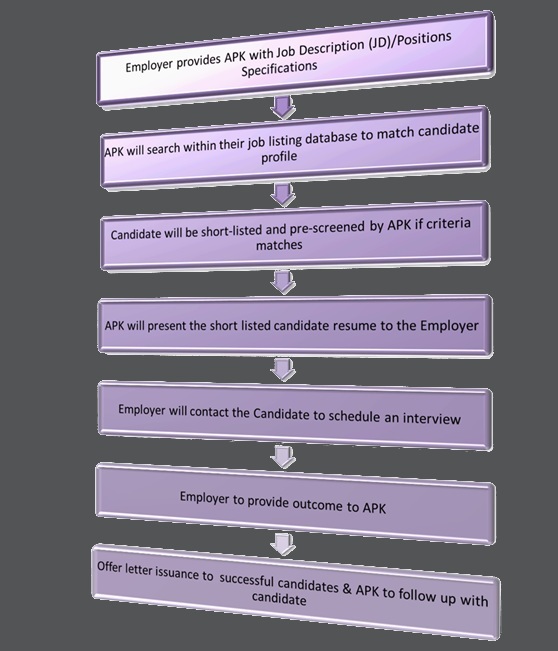 Employer provides APK with Job Description (JD)/Positions
Specifications
APK will search within their job listing database to match candidate
profile
Candidate will be short-listed and pre-screened by APK if criteria
matches
APK will present the short listed candidate resume to the Employer
Employer will contact the Candidate to schedule an interview
Employer to provide outcome to APK
Offer letter issuance to successful candidates & APK to follow up with
candidate